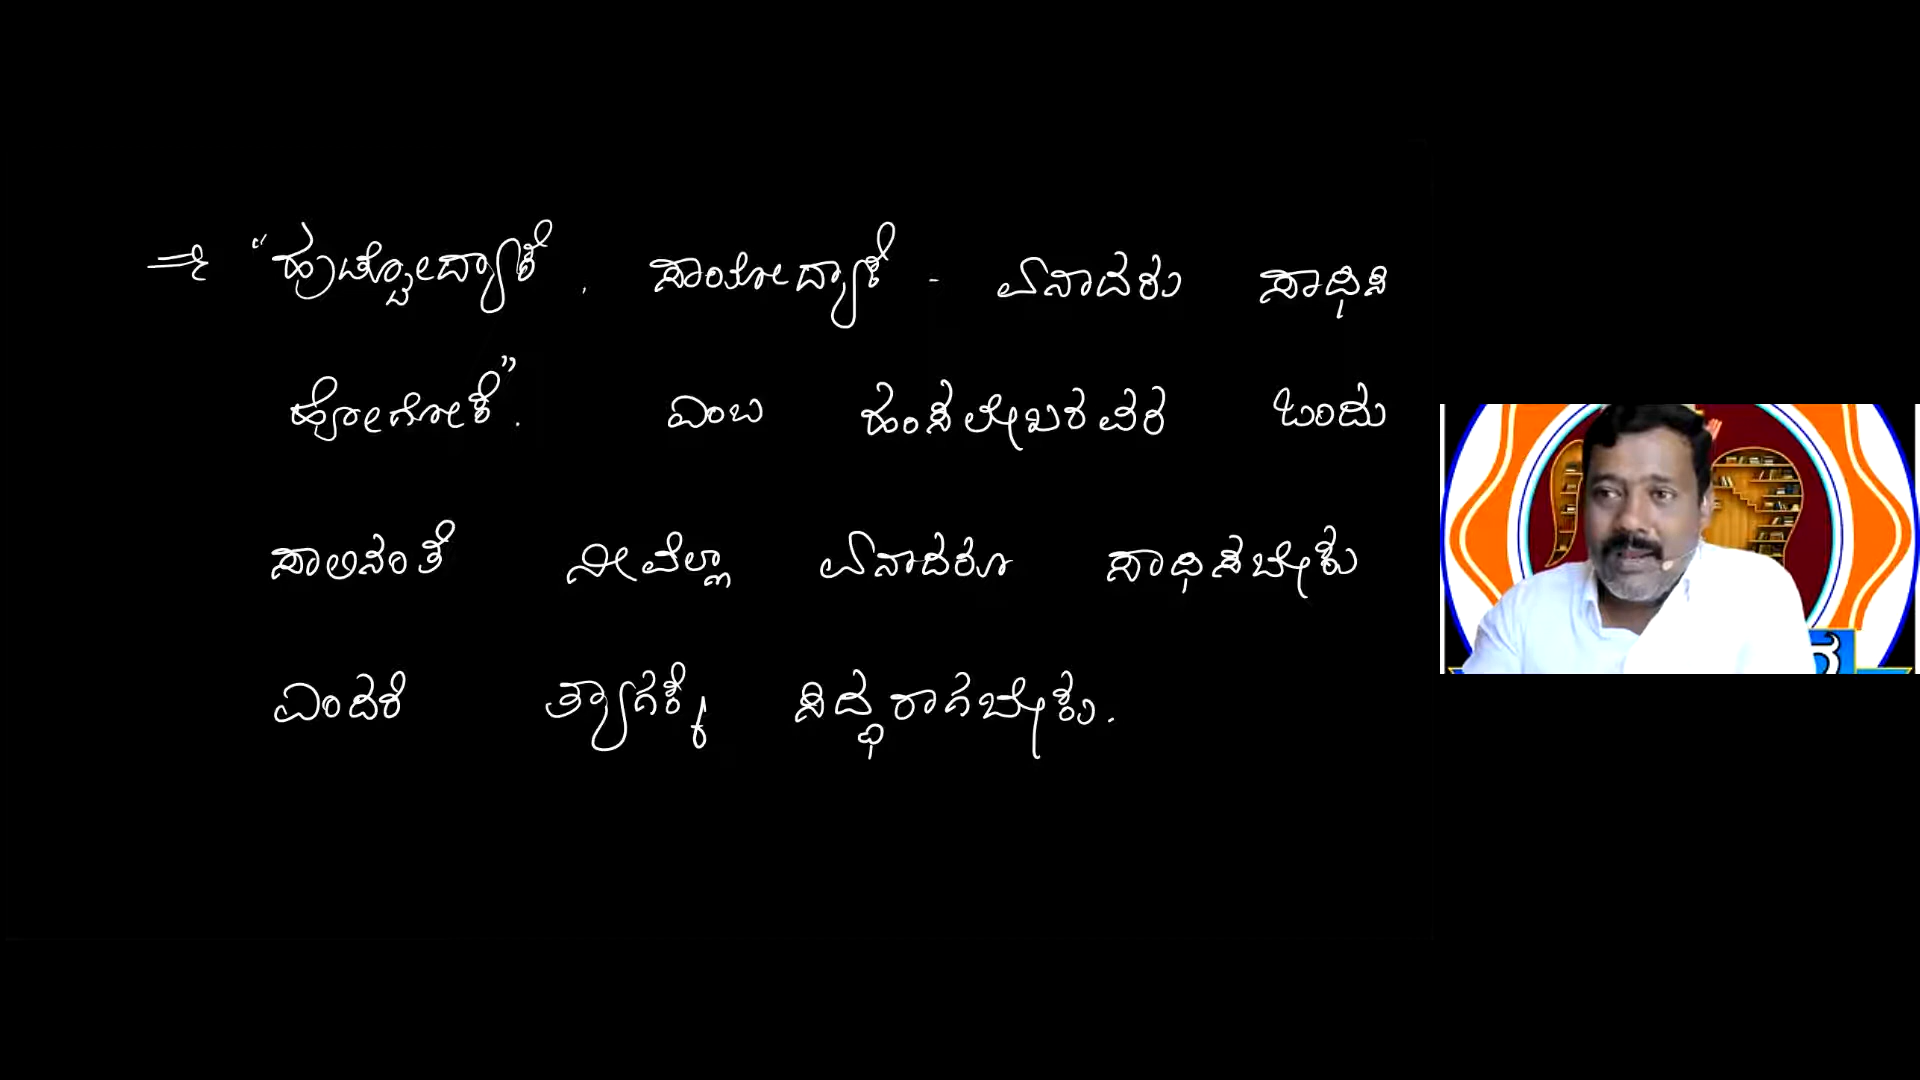 ⇒ “ಹುಟ್ಟೋದ್ಯಾಕೆ, ಸಾಯೋದ್ಯಾಕೆ - ಏನಾದರು ಸಾಧಿಸಿ
ಹೋಗೋಕೆ”. ಎಂಬ ಹಂಸಲೇಖರವರ ಒಂದು
ಸಾಲಿನಂತೆ ನೀವೆಲ್ಲಾ ಏನಾದರೂ ಸಾಧಿಸಬೇಕು
ಎಂದರೆ ತ್ಯಾಗಕ್ಕೆ ಸಿದ್ಧರಾಗಬೇಕು.